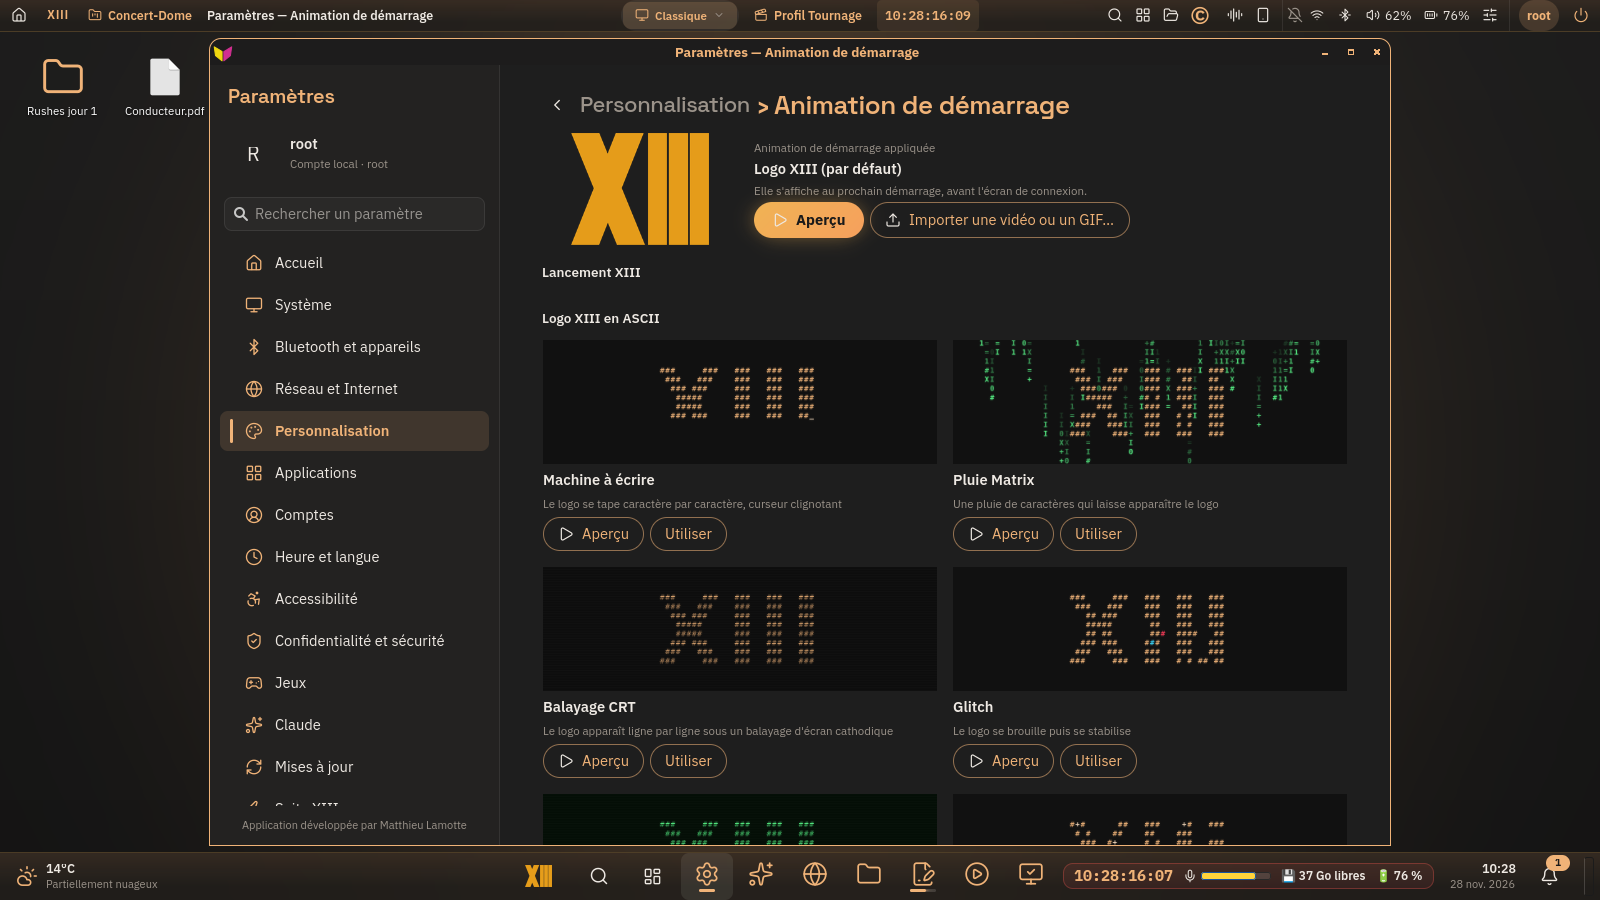 XIII Concert-Dome Paramètres — Animation de démarrage Classique Profil Tournage 10:28:16:09 62% 76% root
Rushes jour 1
Conducteur.pdf
Paramètres — Animation de démarrage
Paramètres
R
root
Compte local · root
Rechercher un paramètre
Accueil
Système
Bluetooth et appareils
Réseau et Internet
Personnalisation
Applications
Comptes
Heure et langue
Accessibilité
Confidentialité et sécurité
Jeux
Claude
Mises à jour
Suite XIII
Application développée par Matthieu Lamotte
Personnalisation > Animation de démarrage
XIII
Animation de démarrage appliquée
Logo XIII (par défaut)
Elle s'affiche au prochain démarrage, avant l'écran de connexion.
Aperçu Importer une vidéo ou un GIF...
Lancement XIII
Logo XIII en ASCII
Machine à écrire
Le logo se tape caractère par caractère, curseur clignotant
Aperçu Utiliser
Pluie Matrix
Une pluie de caractères qui laisse apparaître le logo
Aperçu Utiliser
Balayage CRT
Le logo apparaît ligne par ligne sous un balayage d'écran cathodique
Aperçu Utiliser
Glitch
Le logo se brouille puis se stabilise
Aperçu Utiliser
14°C
Partiellement nuageux
XIII
10:28:16:07 37 Go libres 76 %
10:28
28 nov. 2026
1